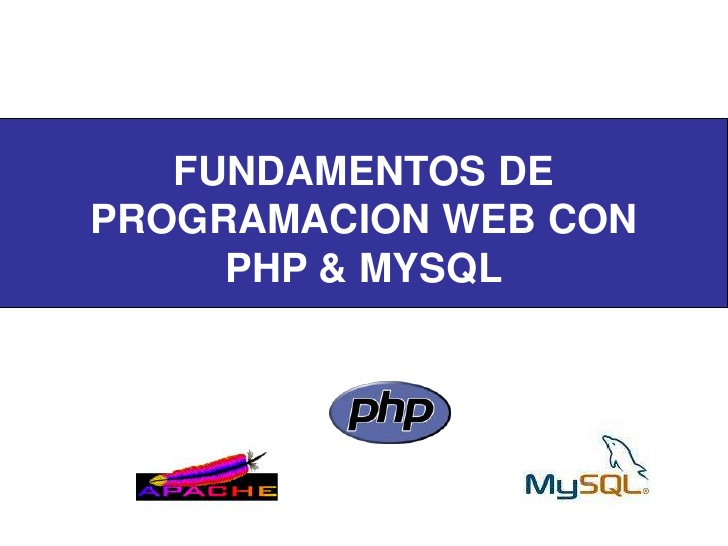 FUNDAMENTOS DE
PROGRAMACION WEB CON
PHP & MYSQL
php
APACHE
MySQL®